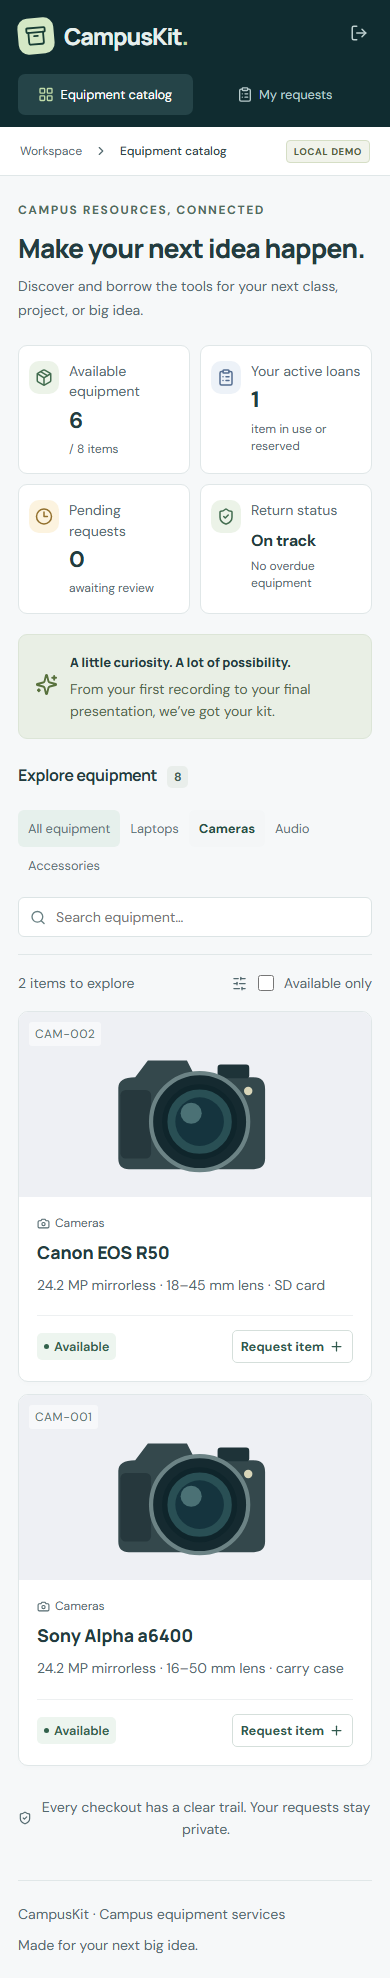 CampusKit.
Equipment catalog
My requests
Workspace > Equipment catalog
LOCAL DEMO
CAMPUS RESOURCES, CONNECTED
Make your next idea happen.
Discover and borrow the tools for your next class,
project, or big idea.
Available
equipment
6
/ 8 items
Your active loans
1
item in use or
reserved
Pending
requests
0
awaiting review
Return status
On track
No overdue
equipment
A little curiosity. A lot of possibility.
From your first recording to your final
presentation, we’ve got your kit.
Explore equipment 8
All equipment Laptops Cameras Audio
Accessories
Search equipment...
2 items to explore
Available only
CAM-002
Cameras
Canon EOS R50
24.2 MP mirrorless · 18–45 mm lens · SD card
Available
Request item +
CAM-001
Cameras
Sony Alpha a6400
24.2 MP mirrorless · 16–50 mm lens · carry case
Available
Request item +
Every checkout has a clear trail. Your requests stay
private.
CampusKit · Campus equipment services
Made for your next big idea.